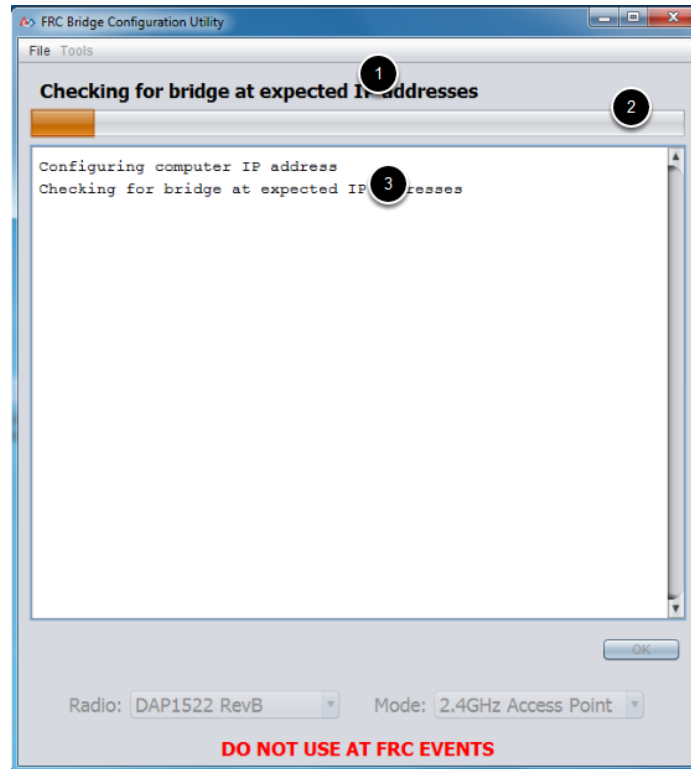 FRC Bridge Configuration Utility
File Tools
1
Checking for bridge at expected IP addresses
2
Configuring computer IP address
Checking for bridge at expected IP resses
3
OK
Radio: DAP1522 RevB Mode: 2.4GHz Access Point
DO NOT USE AT FRC EVENTS